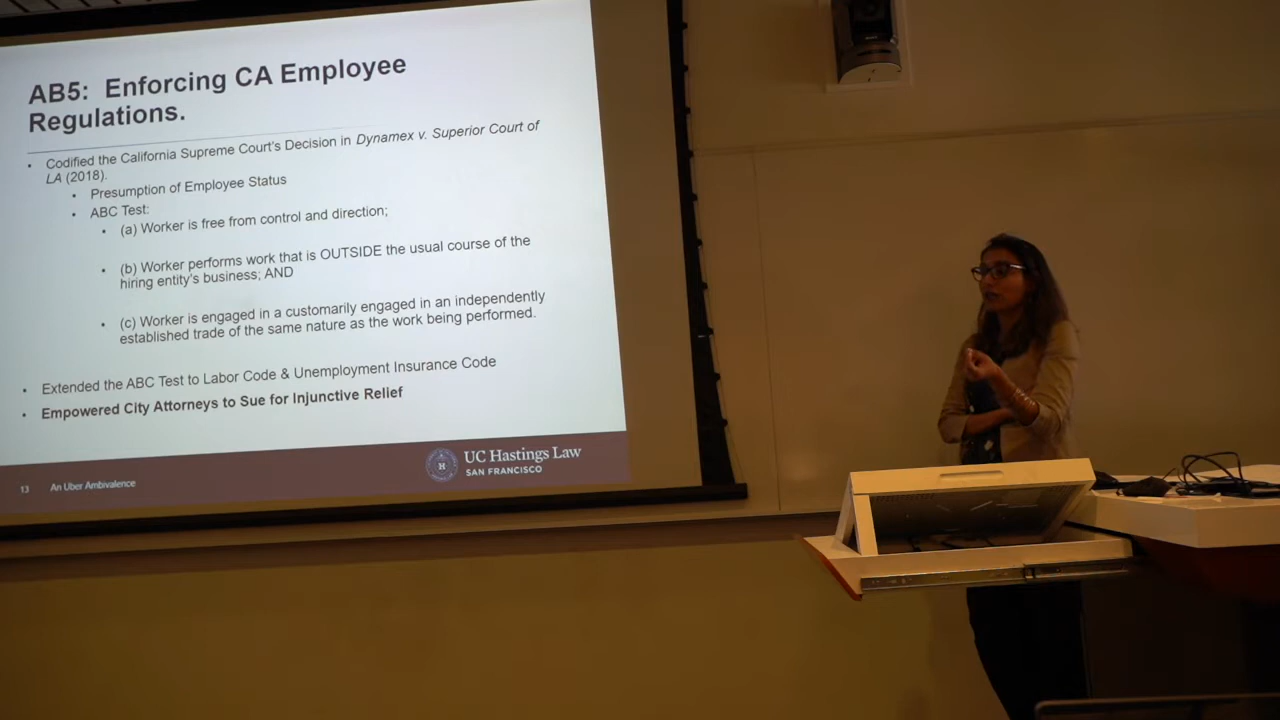 AB5: Enforcing CA Employee
Regulations.
• Codified the California Supreme Court's Decision in Dynamex v. Superior Court of
LA (2018).
• Presumption of Employee Status
• ABC Test:
• (a) Worker is free from control and direction;
• (b) Worker performs work that is OUTSIDE the usual course of the
hiring entity's business; AND
• (c) Worker is engaged in a customarily engaged in an independently
established trade of the same nature as the work being performed.
• Extended the ABC Test to Labor Code & Unemployment Insurance Code
• Empowered City Attorneys to Sue for Injunctive Relief
UC Hastings Law
SAN FRANCISCO
13 An Uber Ambivalence